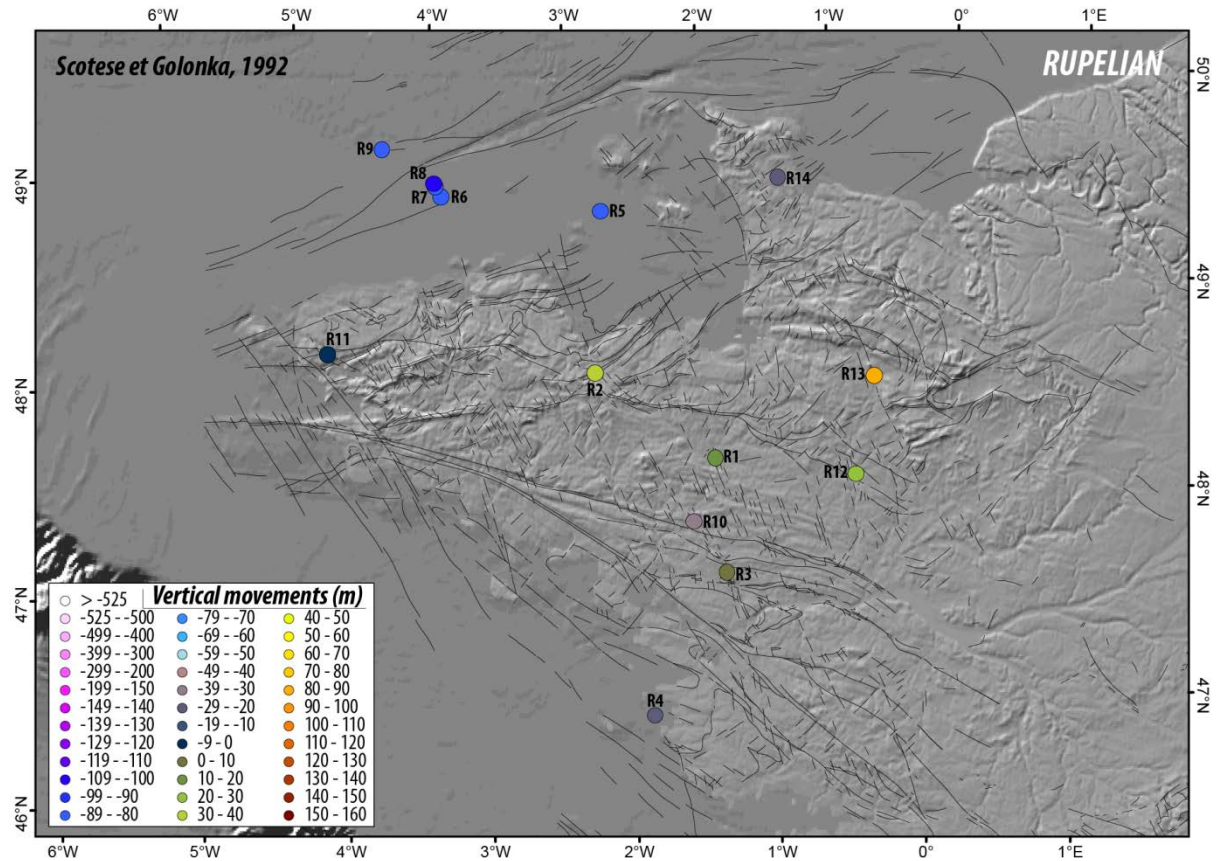 6°W 5°W 4°W 3°W 2°W 1°W 0° 1°E
Scotese et Golonka, 1992
RUPELIAN
50°N
R9
49°N
R8
R14
R7
R6
R5
49°N
R11
R13
48°N
R2
R1
R12
48°N
R10
R3
47°N
Vertical movements (m)
> -525
-525 - -500
-499 - -400
-399 - -300
-299 - -200
-199 - -150
-149 - -140
-139 - -130
-129 - -120
-119 - -110
-109 - -100
-99 - -90
-89 - -80
-79 - -70
-69 - -60
-59 - -50
-49 - -40
-39 - -30
-29 - -20
-19 - -10
-9 - 0
0 - 10
10 - 20
20 - 30
30 - 40
40 - 50
50 - 60
60 - 70
70 - 80
80 - 90
90 - 100
100 - 110
110 - 120
120 - 130
130 - 140
140 - 150
150 - 160
R4
47°N
46°N
6°W 5°W 4°W 3°W 2°W 1°W 0° 1°E